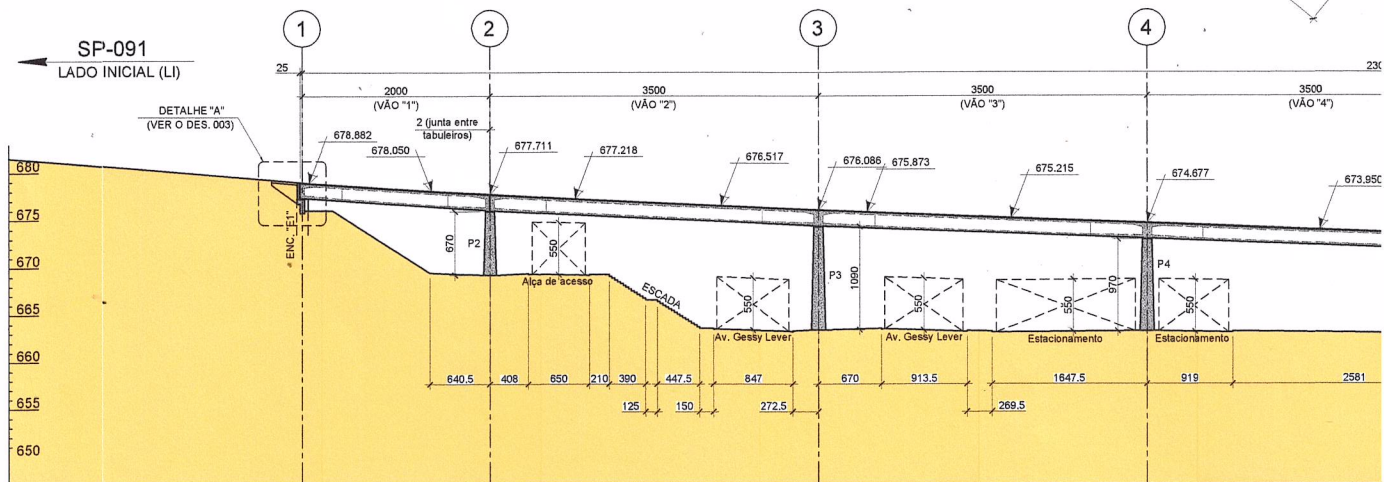 1
2
3
4
SP-091
LADO INICIAL (LI)
25
230
2000
(VÃO "1")
3500
(VÃO "2")
3500
(VÃO "3")
3500
(VÃO "4")
DETALHE "A"
(VER O DES. 003)
2 (junta entre
tabuleiros)
678.882
678.050
677.711
677.218
676.517
676.086
675.873
675.215
674.677
673.950
680
675
670
665
660
655
650
ENC. "E1"
670
P2
550
Alça de acesso
ESCADA
550
Av. Gessy Lever
P3
1090
550
Av. Gessy Lever
550
Estacionamento
970
P4
550
Estacionamento
640.5
408
650
210
390
447.5
847
670
913.5
1647.5
919
2581
125
150
272.5
269.5